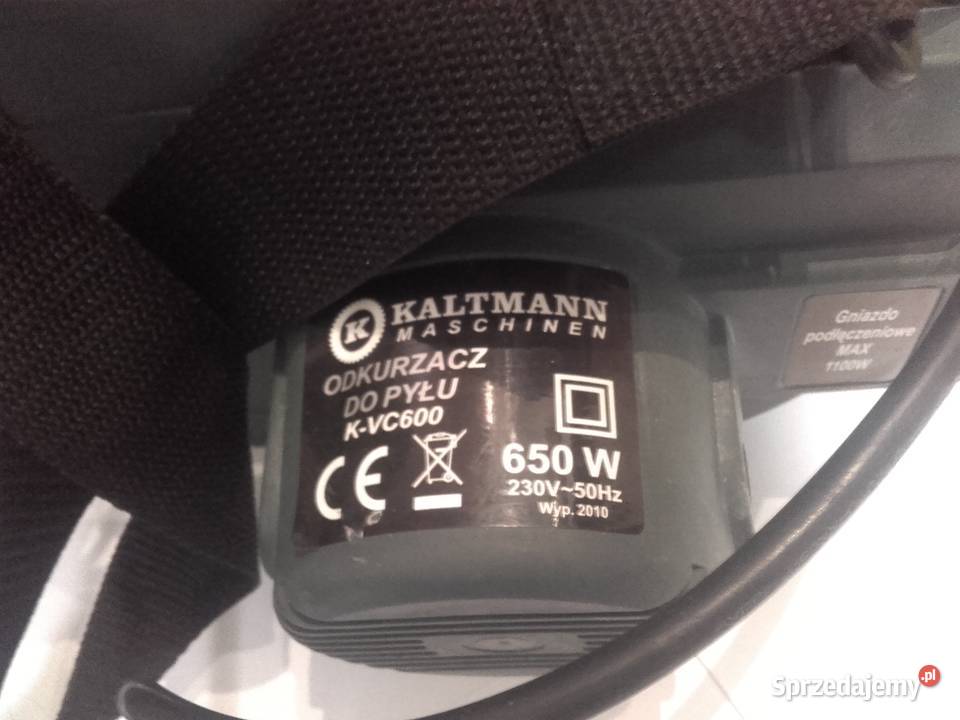 K KALTMANN
MASCHINEN
ODKURZACZ
DO PYŁU
K-VC600
CE
650 W
230V~50Hz
Wyp. 2010
Gniazdo
podłączeniowe
MAX
1100W
Sprzedajemy.pl